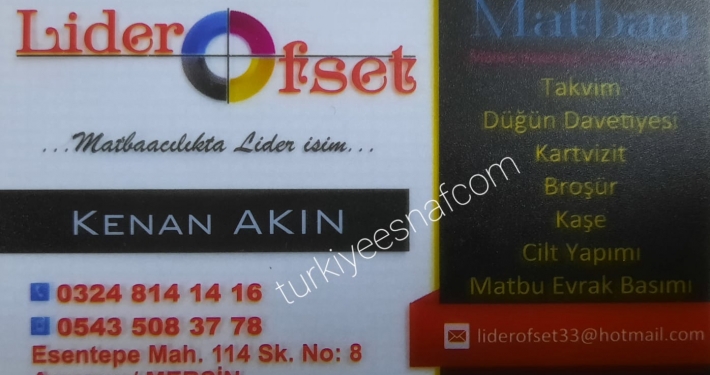 Lider Ofset
...Matbaacılıkta Lider isim...
KENAN AKIN
0324 814 14 16
0543 508 37 78
Esentepe Mah. 114 Sk. No: 8
MERSİN
Matbaa
Takvim
Düğün Davetiyesi
Kartvizit
Broşür
Kaşe
Cilt Yapımı
Matbu Evrak Basımı
liderofset33@hotmail.com
turkiyeesnafcom